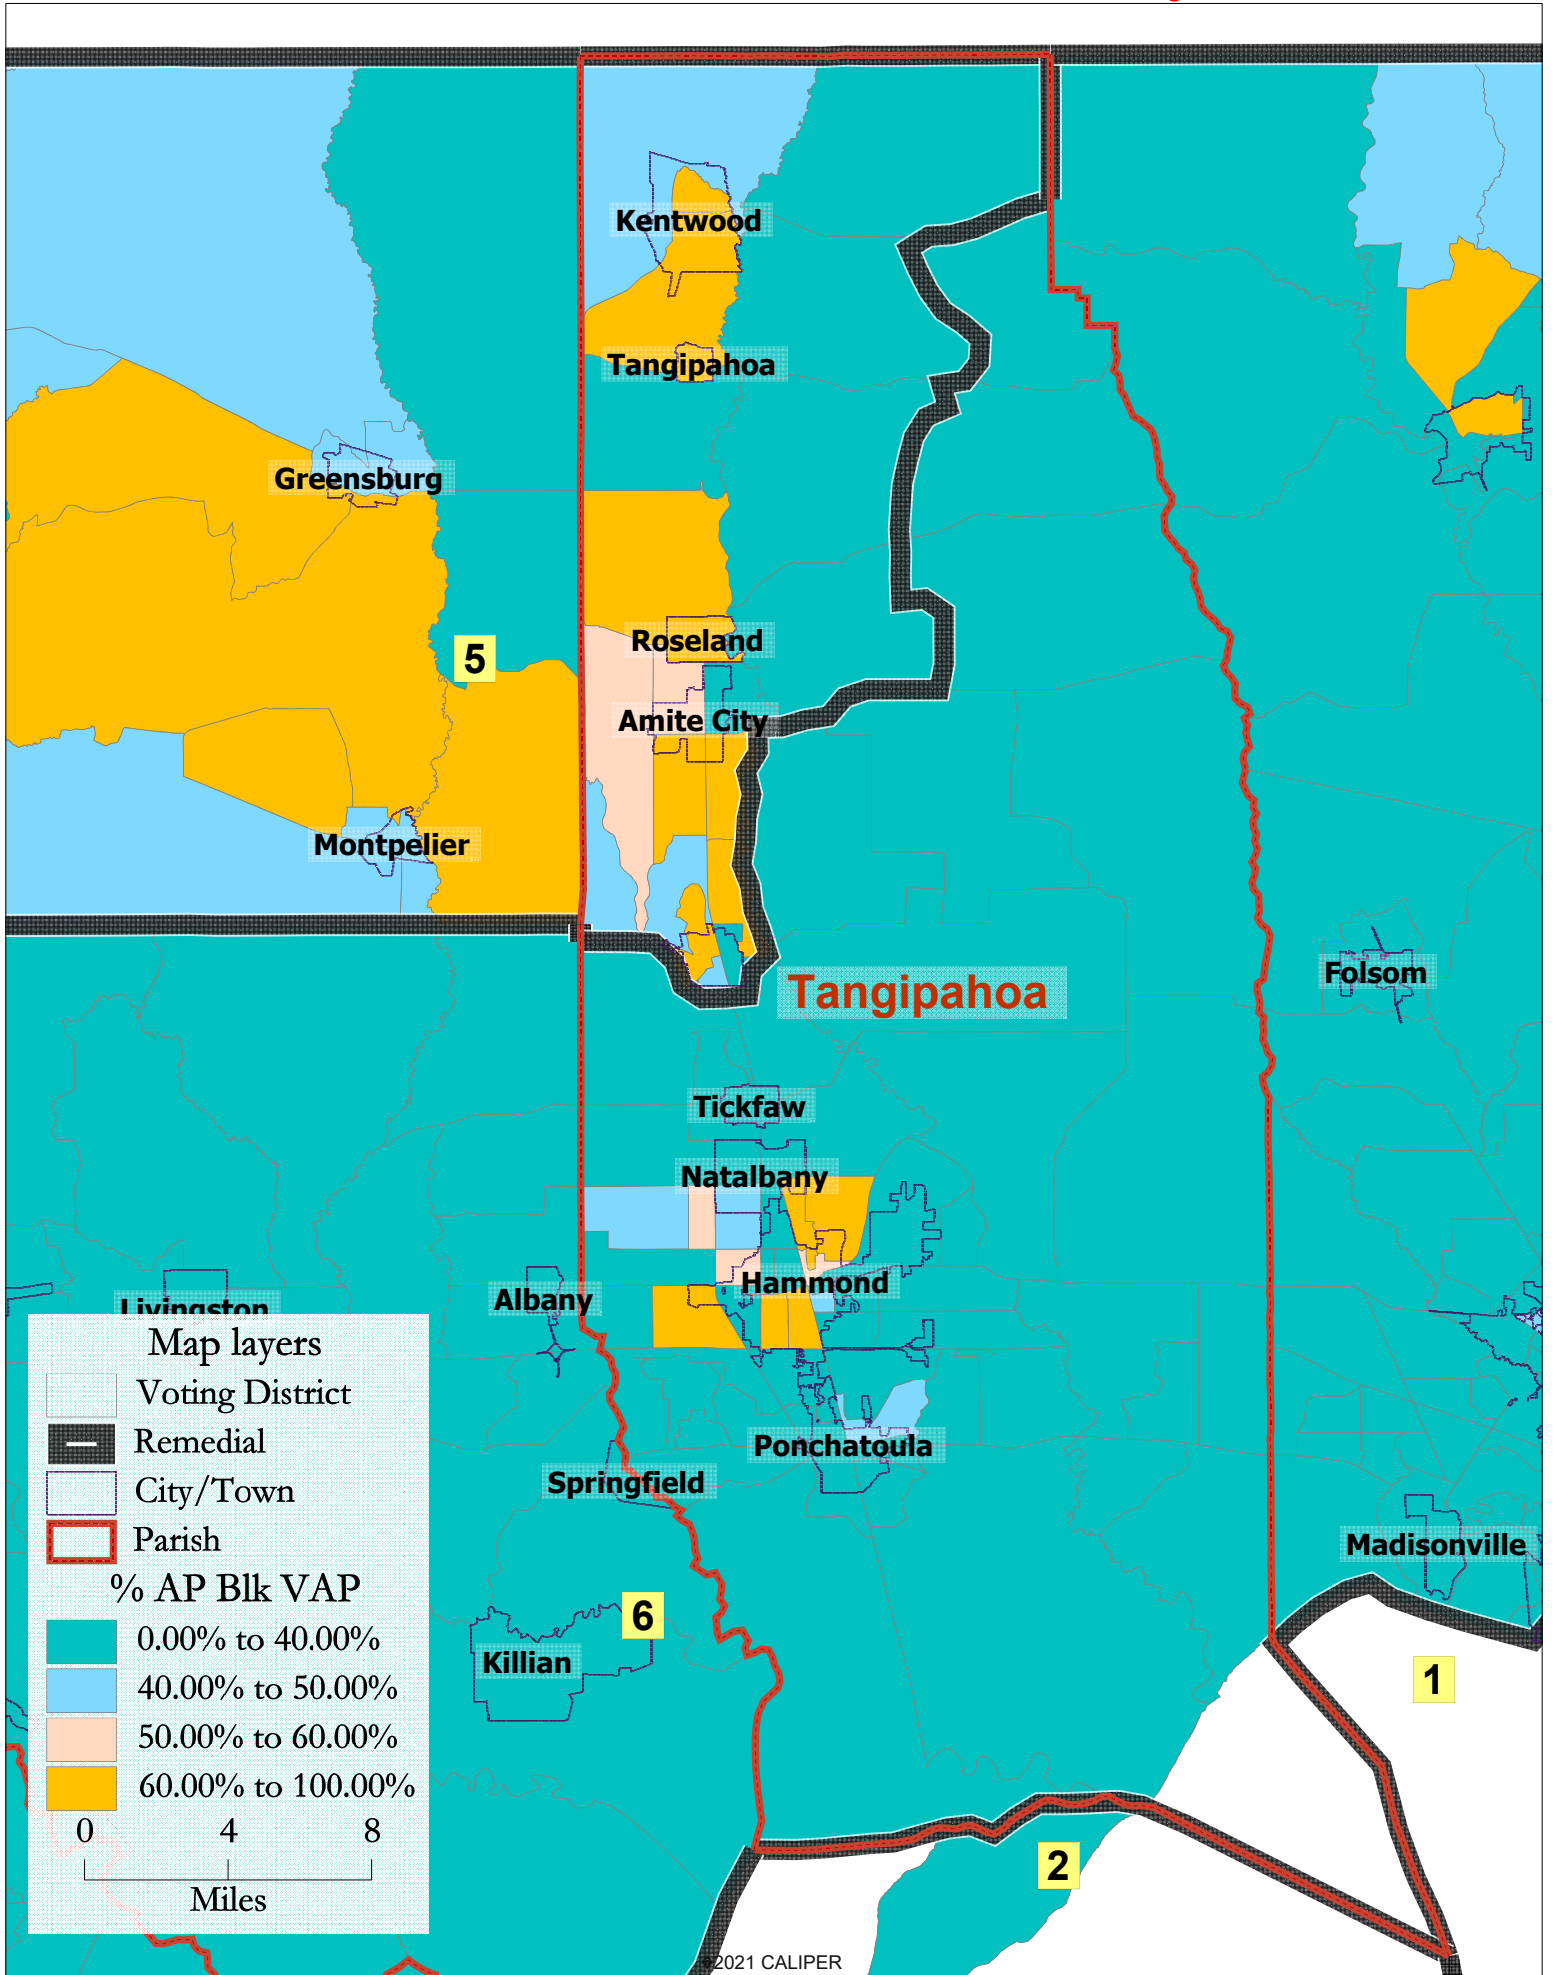 Kentwood
Tangipahoa
Greensburg
Roseland
5
Amite City
Montpelier
Folsom
Tangipahoa
Tickfaw
Natalbany
Hammond
Albany
Livingston
Ponchatoula
Springfield
Madisonville
6
Killian
1
2
Map layers
Voting District
Remedial
City/Town
Parish
% AP Blk VAP
0.00% to 40.00%
40.00% to 50.00%
50.00% to 60.00%
60.00% to 100.00%
0 4 8
Miles
©2021 CALIPER